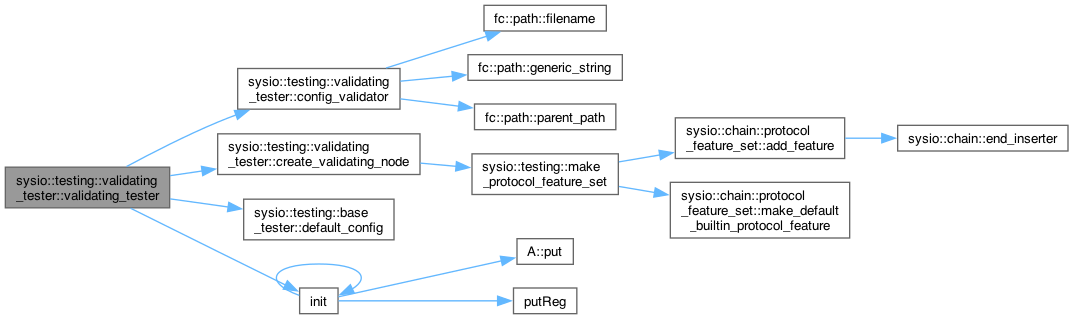 fc::path::filename
sysio::testing::validating
_tester::config_validator
fc::path::generic_string
fc::path::parent_path
sysio::testing::validating
_tester::create_validating_node
sysio::chain::protocol
_feature_set::add_feature
sysio::chain::end_inserter
sysio::testing::validating
_tester::validating_tester
sysio::testing::make
_protocol_feature_set
sysio::chain::protocol
_feature_set::make_default
_builtin_protocol_feature
sysio::testing::base
_tester::default_config
A::put
init
putReg